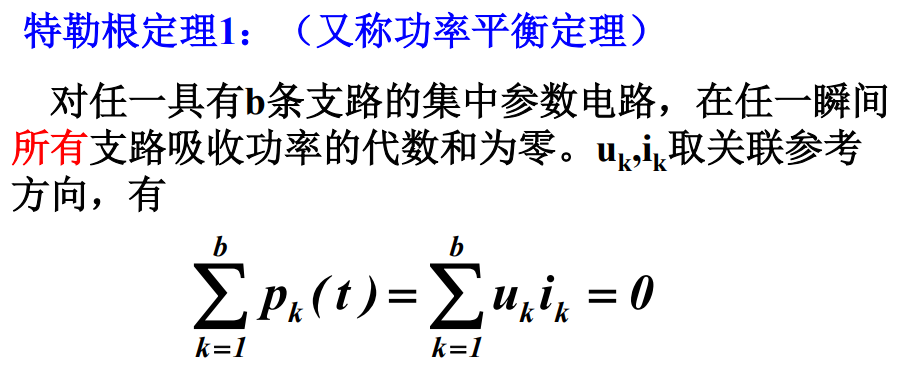 特勒根定理1：（又称功率平衡定理）
对任一具有b条支路的集中参数电路，在任一瞬间
所有支路吸收功率的代数和为零。uk,ik取关联参考
方向，有
b b
∑ pk(t)=∑ukik=0
k=1 k=1